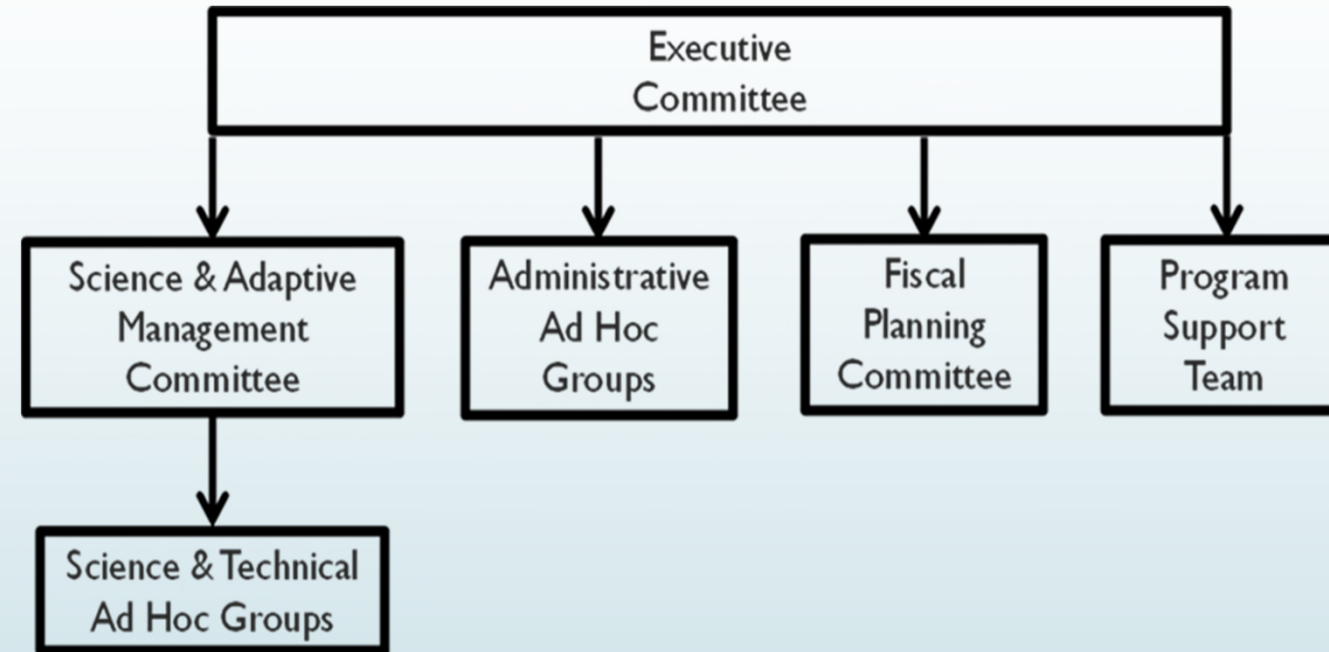 Executive
Committee
Science & Adaptive
Management
Committee
Administrative
Ad Hoc
Groups
Fiscal
Planning
Committee
Program
Support
Team
Science & Technical
Ad Hoc Groups